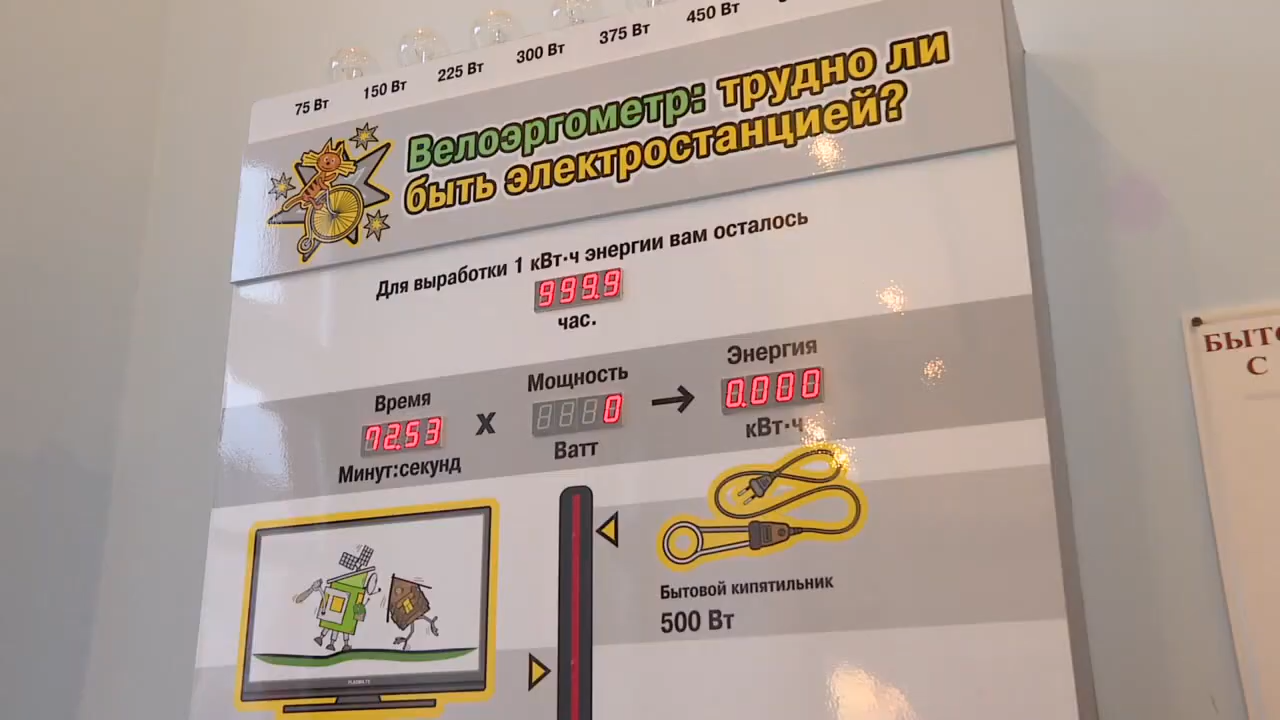 75 Вт 150 Вт 225 Вт 300 Вт 375 Вт 450 Вт
Велоэргометр: трудно ли
быть электростанцией?
Для выработки 1 кВт·ч энергии вам осталось
999.9
час.
Время
72.53
Минут:секунд
x
Мощность
0
Ватт
Энергия
0.000
кВт·ч
PLASMA TV
Бытовой кипятильник
500 Вт
С